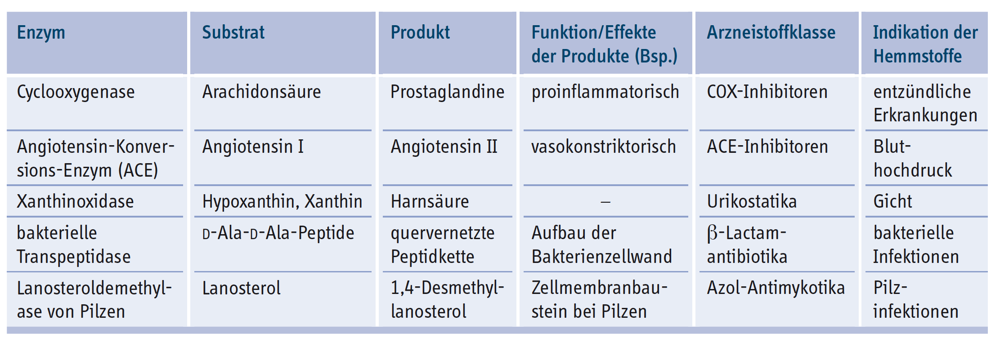 Enzym
Substrat
Produkt
Funktion/Effekte
der Produkte (Bsp.)
Arzneistoffklasse
Indikation der
Hemmstoffe
Cyclooxygenase
Arachidonsäure
Prostaglandine
proinflammatorisch
COX-Inhibitoren
entzündliche
Erkrankungen
Angiotensin-Konver-
sions-Enzym (ACE)
Angiotensin I
Angiotensin II
vasokonstriktorisch
ACE-Inhibitoren
Blut-
hochdruck
Xanthinoxidase
Hypoxanthin, Xanthin
Harnsäure
–
Urikostatika
Gicht
bakterielle
Transpeptidase
D-Ala-D-Ala-Peptide
quervernetzte
Peptidkette
Aufbau der
Bakterienzellwand
β-Lactam-
antibiotika
bakterielle
Infektionen
Lanosteroldemethyl-
ase von Pilzen
Lanosterol
1,4-Desmethyl-
lanosterol
Zellmembranbau-
stein bei Pilzen
Azol-Antimykotika
Pilz-
infektionen